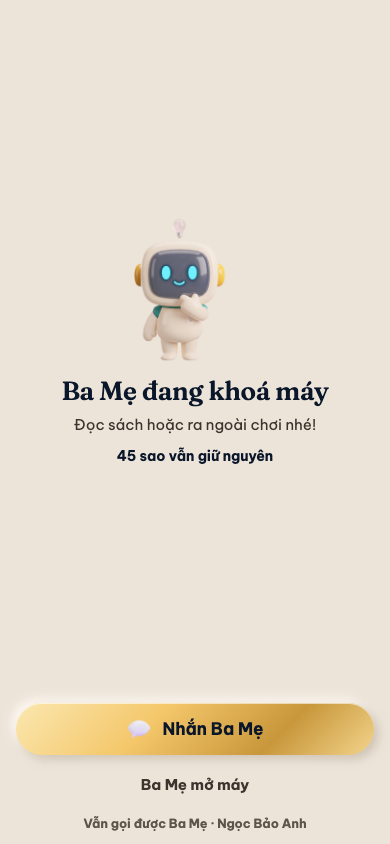 Ba Mẹ đang khoá máy
Đọc sách hoặc ra ngoài chơi nhé!
45 sao vẫn giữ nguyên
Nhắn Ba Mẹ
Ba Mẹ mở máy
Vẫn gọi được Ba Mẹ · Ngọc Bảo Anh